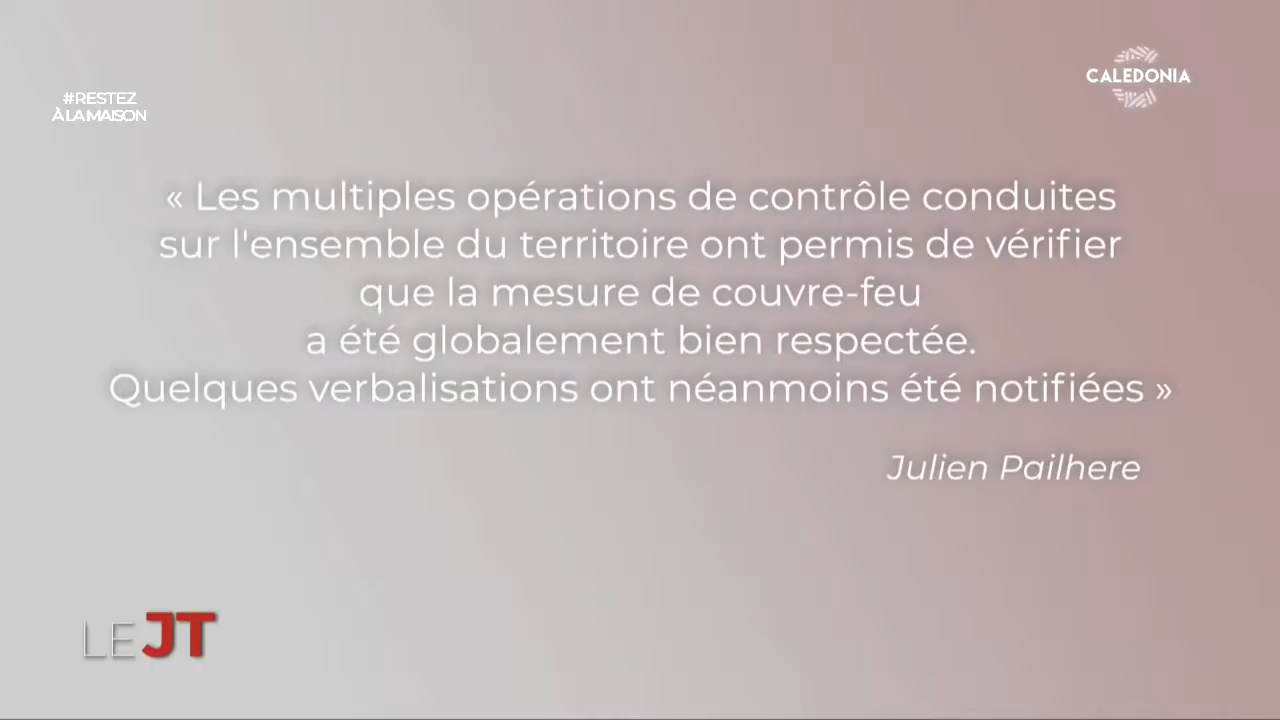 #RESTEZ
À LA MAISON
CALEDONIA
« Les multiples opérations de contrôle conduites
sur l'ensemble du territoire ont permis de vérifier
que la mesure de couvre-feu
a été globalement bien respectée.
Quelques verbalisations ont néanmoins été notifiées »
Julien Pailhere
LE JT